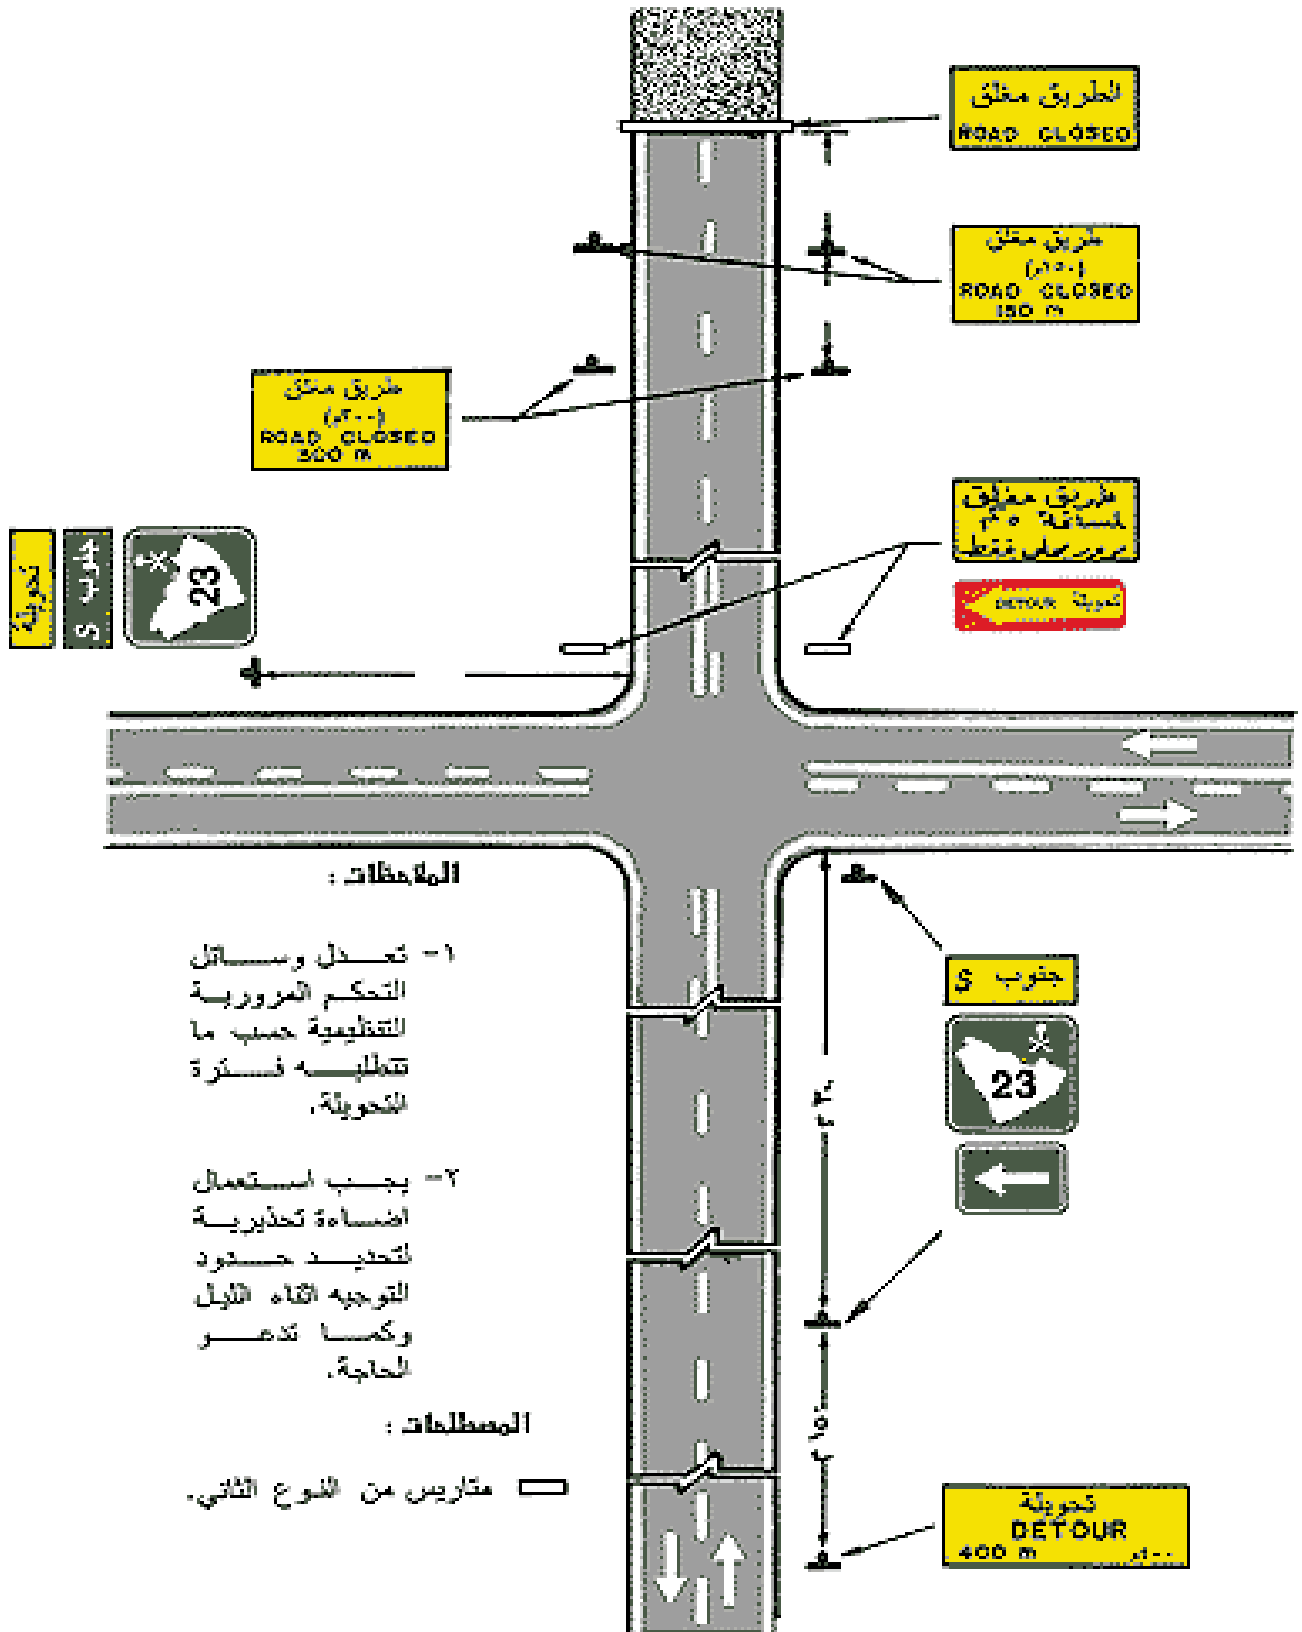 الطريق مغلق
ROAD CLOSED
طريق مغلق
(١٥٠م)
ROAD CLOSED
150 m
طريق مغلق
(٣٠٠م)
ROAD CLOSED
300 m
طريق مغلق
لمسافة
مرور محلي فقط
تحويلة DETOUR
تحويلة
جنوب S
23
الملاحظات :
١- تعدل وسائل
التحكم المرورية
التنظيمية حسب ما
تتطلبه فترة
التحويلة.
٢- يجب استعمال
اضاءة تحذيرية
لتحديد حدود
التوجيه اثناء الليل
وكما تدعو
الحاجة.
المصطلحات :
متاريس من النوع الثاني.
جنوب S
23
١٥٠ م
تحويلة
DETOUR
400 m ٤٠٠م